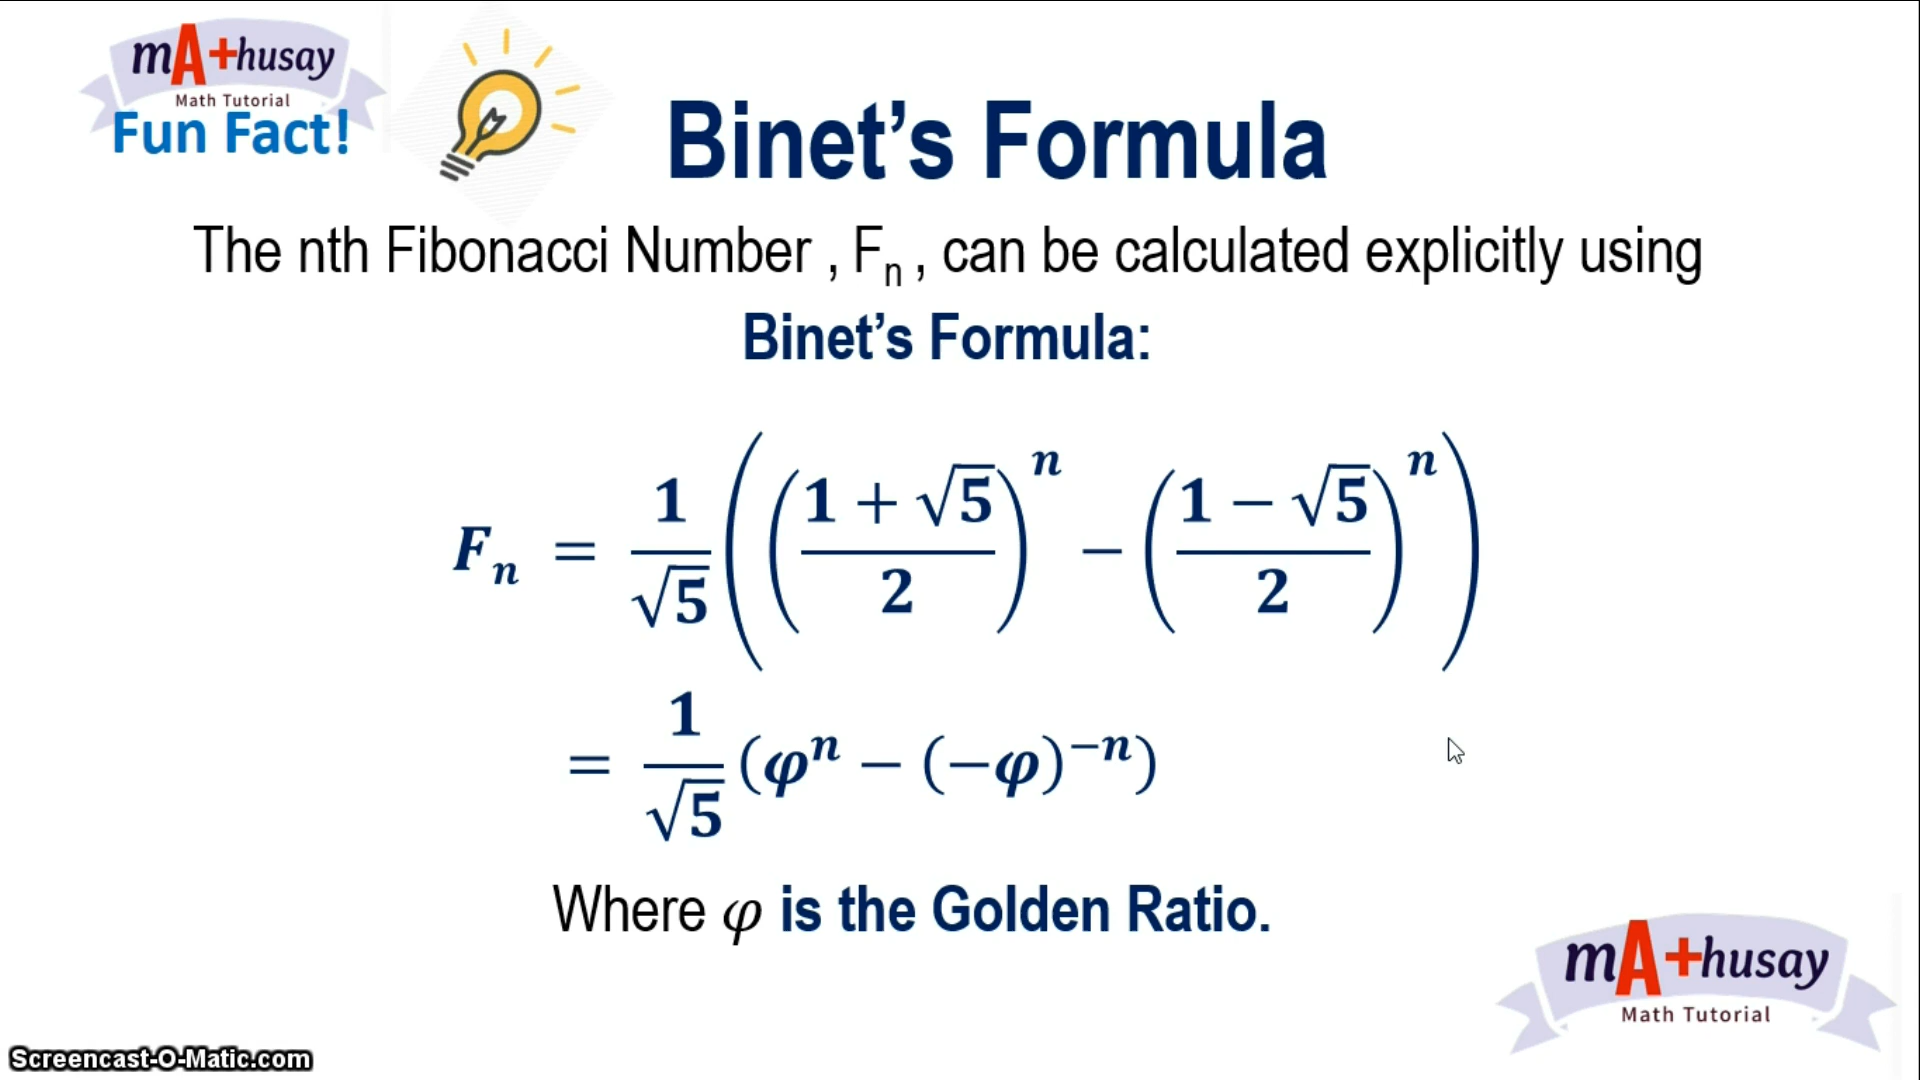 mA+husay
Math Tutorial
Fun Fact!
Binet’s Formula
The nth Fibonacci Number , Fₙ , can be calculated explicitly using
Binet’s Formula:
Fₙ = 1/√5 (((1 + √5)/2)ⁿ − ((1 − √5)/2)ⁿ)
= 1/√5 (φⁿ − (−φ)⁻ⁿ)
Where φ is the Golden Ratio.
mA+husay
Math Tutorial
Screencast-O-Matic.com